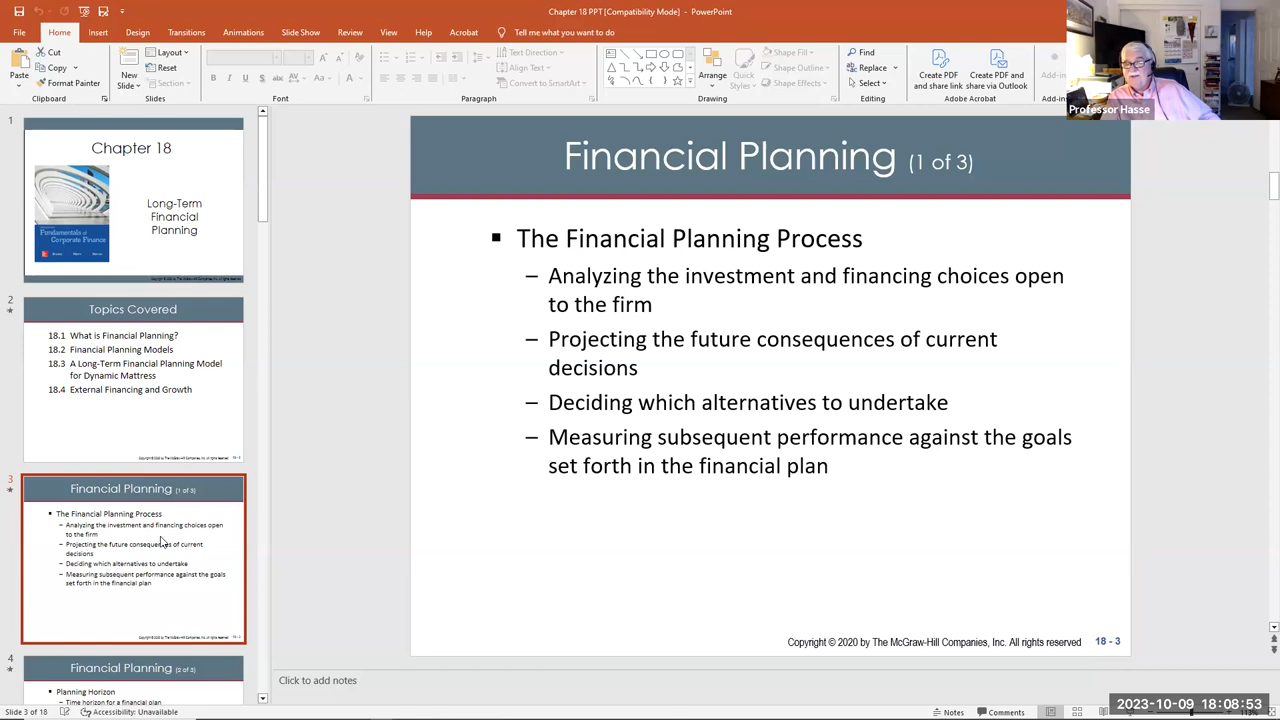 Chapter 18 PPT [Compatibility Mode] - PowerPoint
File Home Insert Design Transitions Animations Slide Show Review View Help Acrobat Tell me what you want to do
Paste
Cut
Copy
Format Painter
Clipboard
New Slide
Layout
Reset
Section
Slides
Font
Text Direction
Align Text
Convert to SmartArt
Paragraph
Arrange
Quick Styles
Shape Fill
Shape Outline
Shape Effects
Drawing
Find
Replace
Select
Editing
Create PDF and share link
Create PDF and share via Outlook
Adobe Acrobat
Add-in
Professor Hasse
1
Chapter 18
Fundamentals of
Corporate Finance
Long-Term
Financial
Planning
2
Topics Covered
18.1 What is Financial Planning?
18.2 Financial Planning Models
18.3 A Long-Term Financial Planning Model
for Dynamic Mattress
18.4 External Financing and Growth
3
Financial Planning (1 of 3)
The Financial Planning Process
– Analyzing the investment and financing choices open
to the firm
– Projecting the future consequences of current
decisions
– Deciding which alternatives to undertake
– Measuring subsequent performance against the goals
set forth in the financial plan
4
Financial Planning (2 of 3)
Planning Horizon
– Time horizon for a financial plan
Financial Planning (1 of 3)
▪ The Financial Planning Process
– Analyzing the investment and financing choices open
to the firm
– Projecting the future consequences of current
decisions
– Deciding which alternatives to undertake
– Measuring subsequent performance against the goals
set forth in the financial plan
Copyright © 2020 by The McGraw-Hill Companies, Inc. All rights reserved 18 - 3
Click to add notes
Slide 3 of 18 Accessibility: Unavailable Notes Comments
2023-10-09 18:08:53